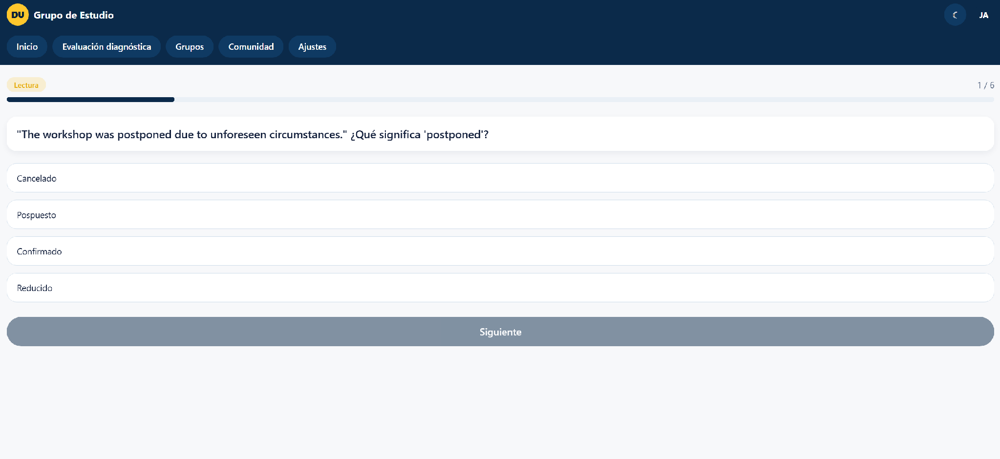 DU Grupo de Estudio
JA
Inicio Evaluación diagnóstica Grupos Comunidad Ajustes
Lectura 1 / 6
"The workshop was postponed due to unforeseen circumstances." ¿Qué significa 'postponed'?
Cancelado
Pospuesto
Confirmado
Reducido
Siguiente